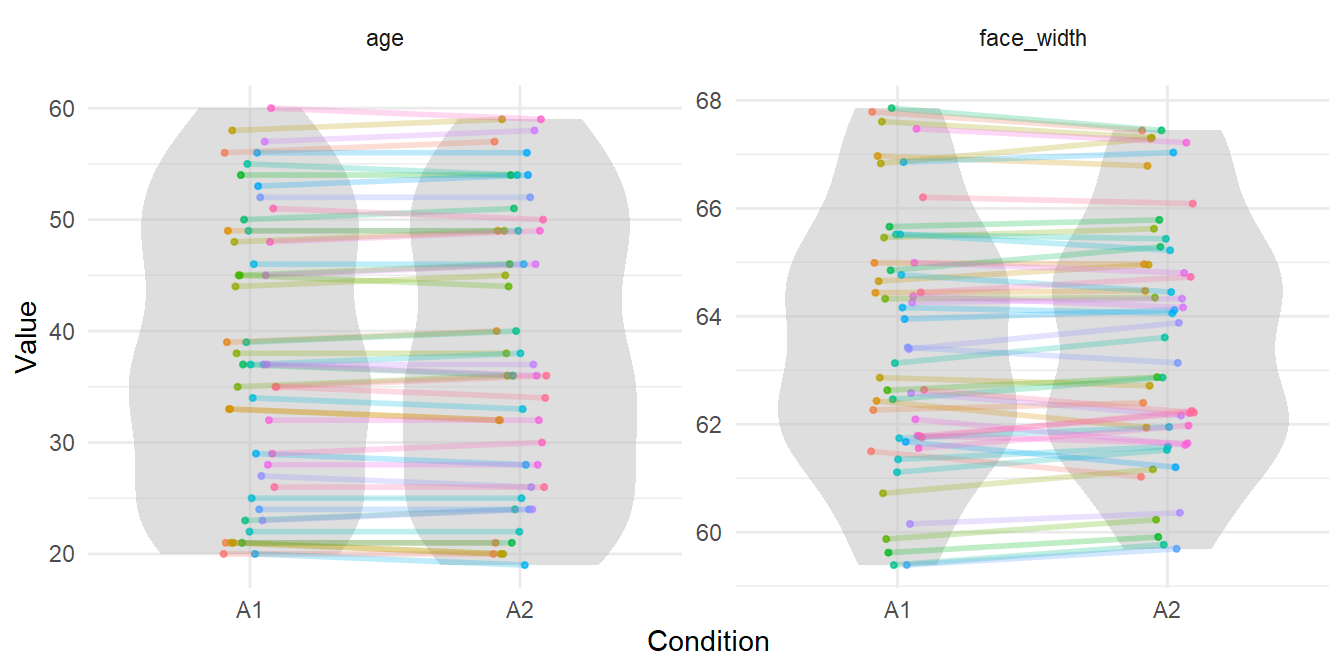 age
face_width
Value
60
50
40
30
20
68
66
64
62
60
A1
A2
A1
A2
Condition